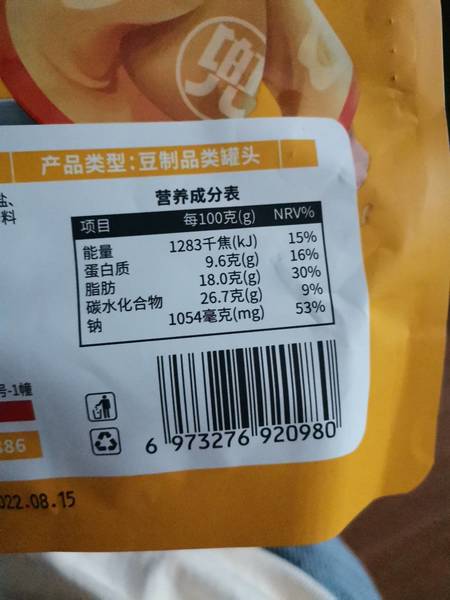 兜
产品类型:豆制品类罐头
盐、
料
营养成分表
项目 每100克(g) NRV%
能量 1283千焦(kJ) 15%
蛋白质 9.6克(g) 16%
脂肪 18.0克(g) 30%
碳水化合物 26.7克(g) 9%
钠 1054毫克(mg) 53%
号-1幢
886
6 973276 920980
022.08.15